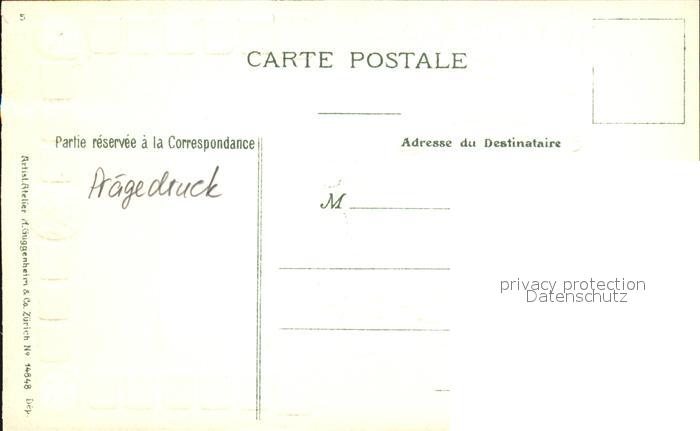 5
CARTE POSTALE
Partie réservée à la Correspondance
Adresse du Destinataire
Prägedruck
M
privacy protection
Datenschutz
Artist. Atelier H. Guggenheim & Co. Zürich No 14848 Dép.